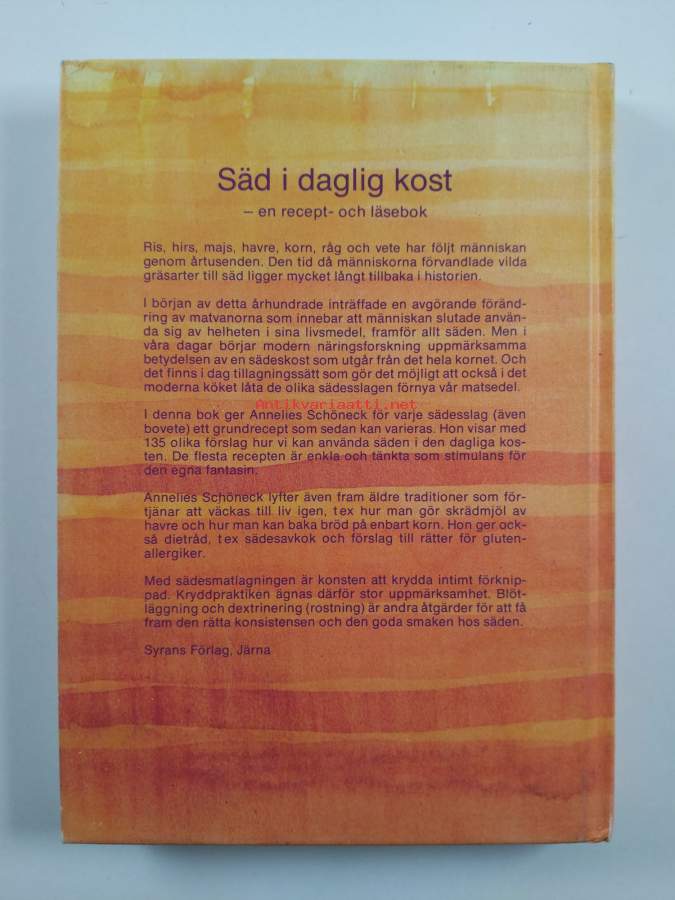 Säd i daglig kost
– en recept- och läsebok
Ris, hirs, majs, havre, korn, råg och vete har följt människan
genom årtusenden. Den tid då människorna förvandlade vilda
gräsarter till säd ligger mycket långt tillbaka i historien.
I början av detta århundrade inträffade en avgörande föränd-
ring av matvanorna som innebar att människan slutade använ-
da sig av helheten i sina livsmedel, framför allt säden. Men i
våra dagar börjar modern näringsforskning uppmärksamma
betydelsen av en sädeskost som utgår från det hela kornet. Och
det finns i dag tillagningssätt som gör det möjligt att också i det
moderna köket låta de olika sädesslagen förnya vår matsedel.
Antikvariaatti.net
I denna bok ger Annelies Schöneck för varje sädesslag (även
bovete) ett grundrecept som sedan kan varieras. Hon visar med
135 olika förslag hur vi kan använda säden i den dagliga kos-
ten. De flesta recepten är enkla och tänkta som stimulans för
den egna fantasin.
Annelies Schöneck lyfter även fram äldre traditioner som för-
tjänar att väckas till liv igen, t ex hur man gör skrädmjöl av
havre och hur man kan baka bröd på enbart korn. Hon ger ock-
så dietråd, t ex sädesavkok och förslag till rätter för gluten-
allergiker.
Med sädesmatlagningen är konsten att krydda intimt förknip-
pad. Kryddpraktiken ägnas därför stor uppmärksamhet. Blöt-
läggning och dextrinering (rostning) är andra åtgärder för att få
fram den rätta konsistensen och den goda smaken hos säden.
Syrans Förlag, Järna